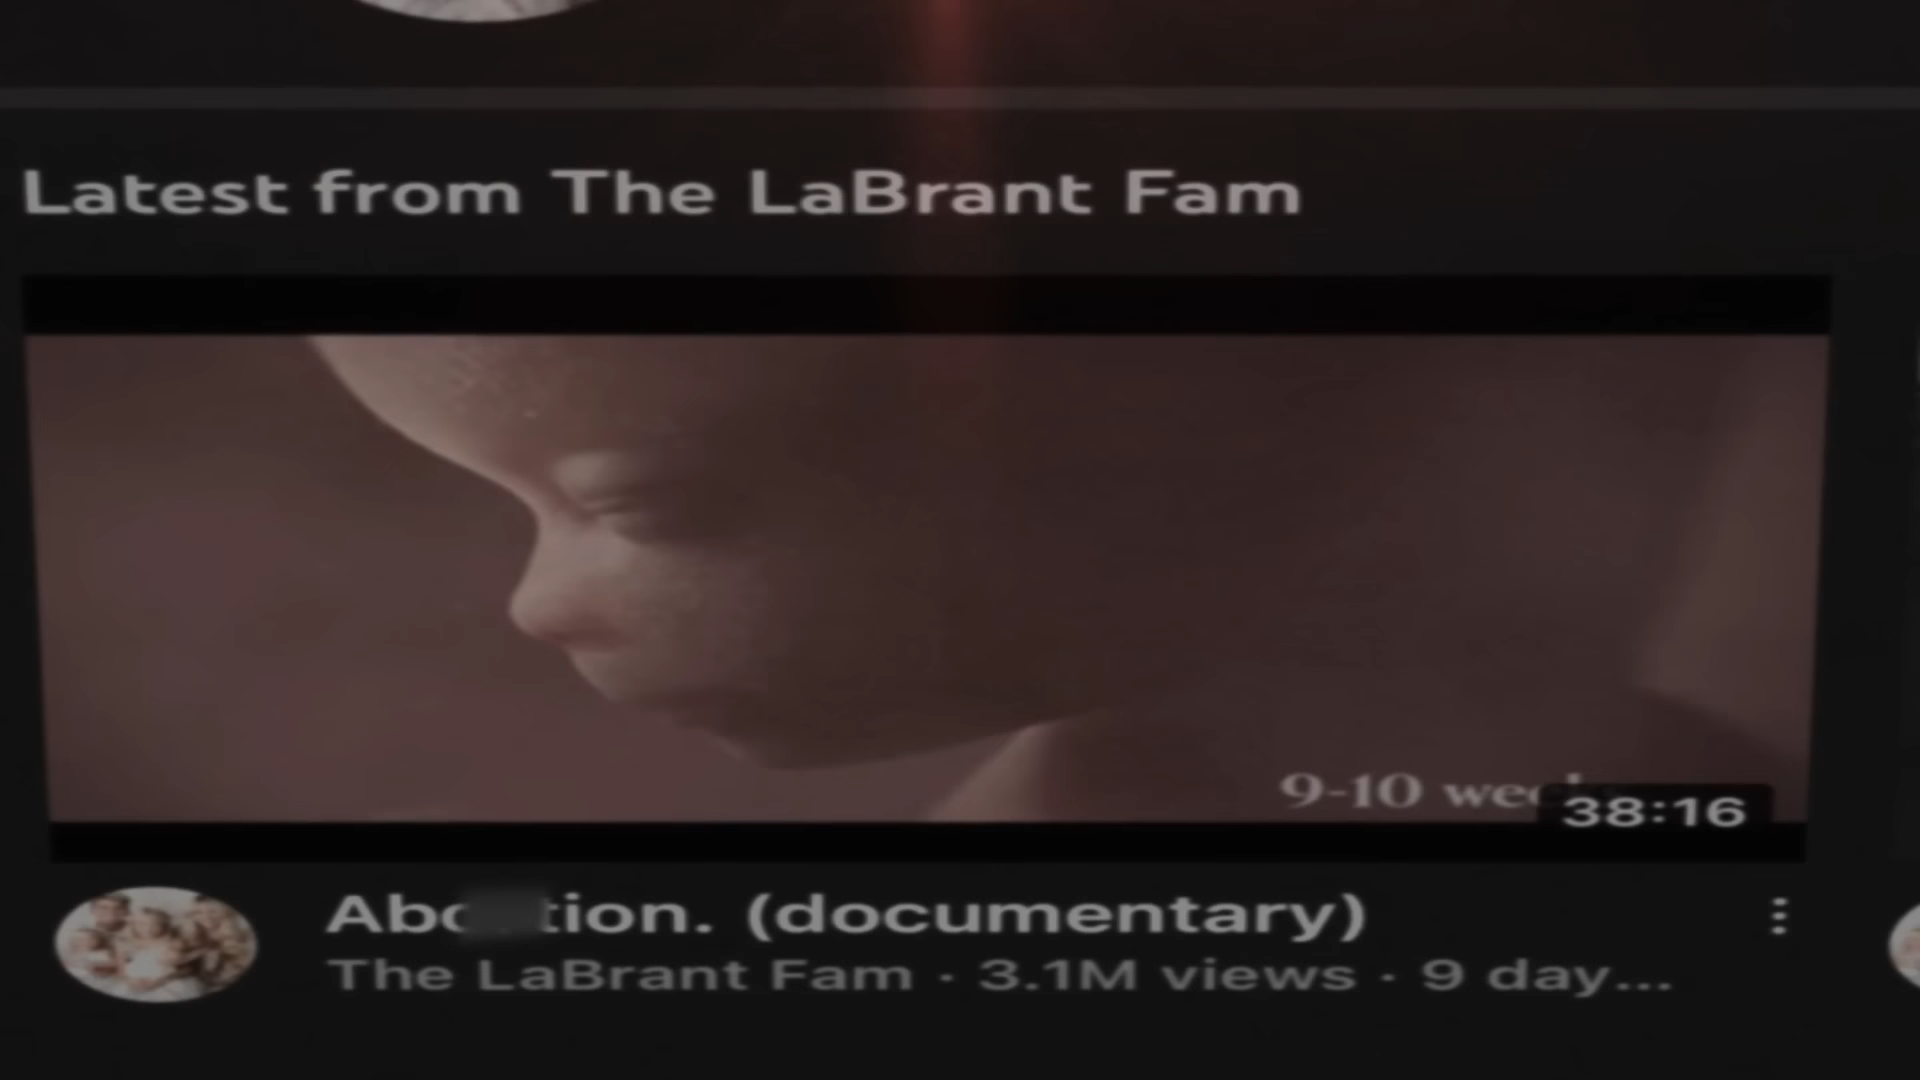 Latest from The LaBrant Fam
9-10
38:16
(documentary)
The LaBrant Fam · 3.1M views · 9 day...